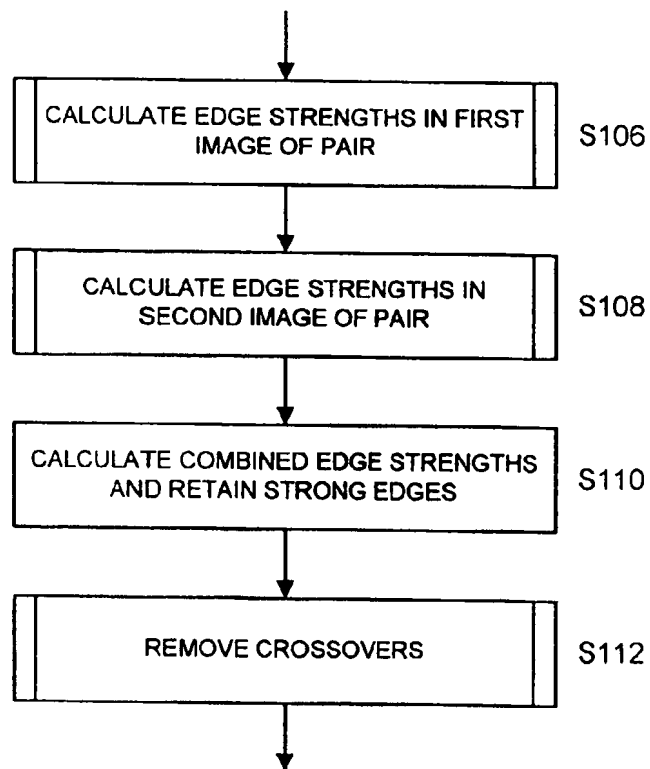 CALCULATE EDGE STRENGTHS IN FIRST
IMAGE OF PAIR
S106
CALCULATE EDGE STRENGTHS IN
SECOND IMAGE OF PAIR
S108
CALCULATE COMBINED EDGE STRENGTHS
AND RETAIN STRONG EDGES
S110
REMOVE CROSSOVERS
S112